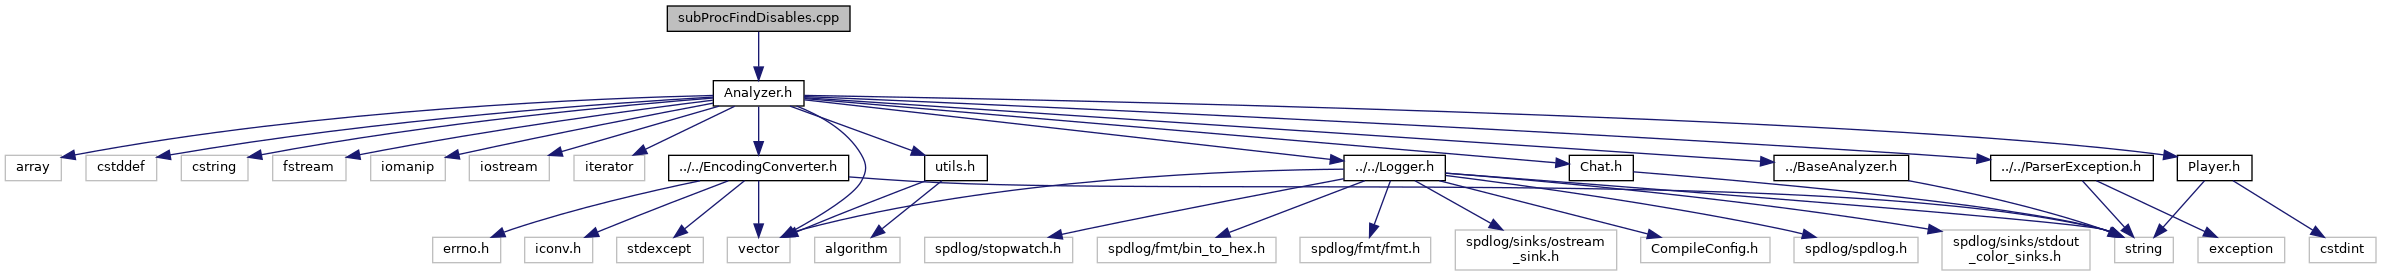 subProcFindDisables.cpp
Analyzer.h
array
cstddef
cstring
fstream
iomanip
iostream
iterator
../../EncodingConverter.h
utils.h
../../Logger.h
Chat.h
../BaseAnalyzer.h
../../ParserException.h
Player.h
errno.h
iconv.h
stdexcept
vector
algorithm
spdlog/stopwatch.h
spdlog/fmt/bin_to_hex.h
spdlog/fmt/fmt.h
spdlog/sinks/ostream
_sink.h
CompileConfig.h
spdlog/spdlog.h
spdlog/sinks/stdout
_color_sinks.h
string
exception
cstdint